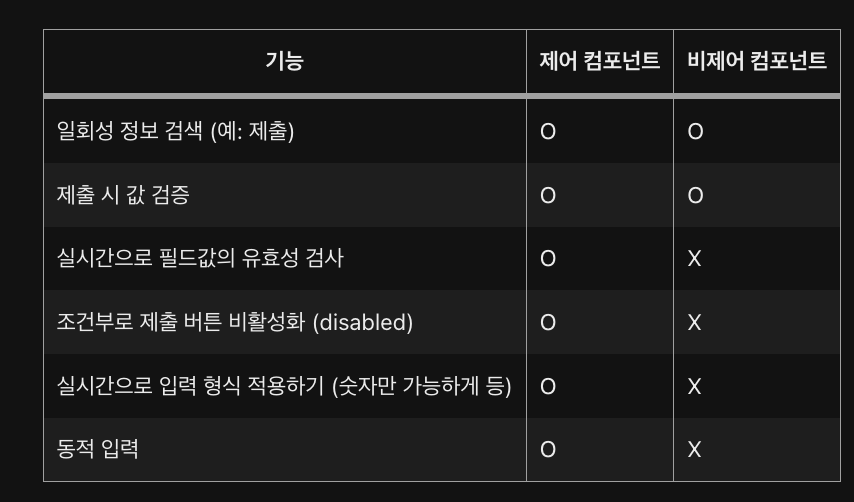 기능 제어 컴포넌트 비제어 컴포넌트
일회성 정보 검색 (예: 제출) O O
제출 시 값 검증 O O
실시간으로 필드값의 유효성 검사 O X
조건부로 제출 버튼 비활성화 (disabled) O X
실시간으로 입력 형식 적용하기 (숫자만 가능하게 등) O X
동적 입력 O X